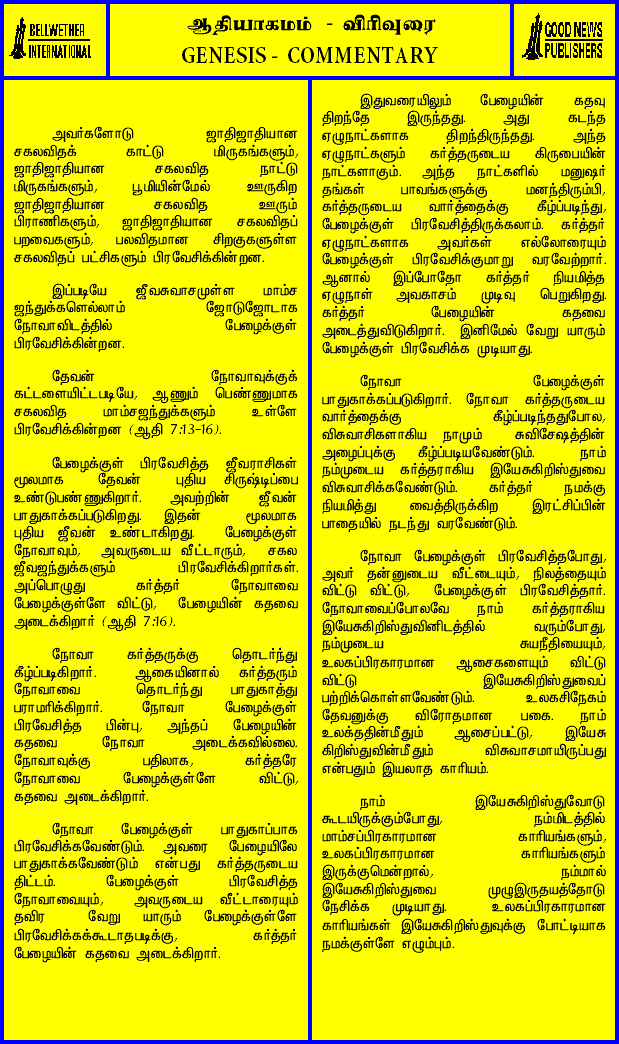 BELLWETHER
INTERNATIONAL
ஆதியாகமம் - விரிவுரை
GENESIS - COMMENTARY
GOOD NEWS
PUBLISHERS
அவர்களோடு ஜாதிஜாதியான
சகலவிதக் காட்டு மிருகங்களும்,
ஜாதிஜாதியான சகலவித நாட்டு
மிருகங்களும், பூமியின்மேல் ஊருகிற
ஜாதிஜாதியான சகலவித ஊரும்
பிராணிகளும், ஜாதிஜாதியான சகலவிதப்
பறவைகளும், பலவிதமான சிறகுகளுள்ள
சகலவிதப் பட்சிகளும் பிரவேசிக்கின்றன.
இப்படியே ஜீவசுவாசமுள்ள மாம்ச
ஜந்துக்களெல்லாம் ஜோடுஜோடாக
நோவாவிடத்தில் பேழைக்குள்
பிரவேசிக்கின்றன.
தேவன் நோவாவுக்குக்
கட்டளையிட்டபடியே, ஆணும் பெண்ணுமாக
சகலவித மாம்சஜந்துக்களும் உள்ளே
பிரவேசிக்கின்றன (ஆதி 7:13-16).
பேழைக்குள் பிரவேசித்த ஜீவராசிகள்
மூலமாக தேவன் புதிய சிருஷ்டிப்பை
உண்டுபண்ணுகிறார். அவற்றின் ஜீவன்
பாதுகாக்கப்படுகிறது. இதன் மூலமாக
புதிய ஜீவன் உண்டாகிறது. பேழைக்குள்
நோவாவும், அவருடைய வீட்டாரும், சகல
ஜீவஜந்துக்களும் பிரவேசிக்கிறார்கள்.
அப்பொழுது கர்த்தர் நோவாவை
பேழைக்குள்ளே விட்டு, பேழையின் கதவை
அடைக்கிறார் (ஆதி 7:16).
நோவா கர்த்தருக்கு தொடர்ந்து
கீழ்ப்படிகிறார். ஆகையினால் கர்த்தரும்
நோவாவை தொடர்ந்து பாதுகாத்து
பராமரிக்கிறார். நோவா பேழைக்குள்
பிரவேசித்த பின்பு, அந்தப் பேழையின்
கதவை நோவா அடைக்கவில்லை.
நோவாவுக்கு பதிலாக, கர்த்தரே
நோவாவை பேழைக்குள்ளே விட்டு,
கதவை அடைக்கிறார்.
நோவா பேழைக்குள் பாதுகாப்பாக
பிரவேசிக்கவேண்டும். அவரை பேழையிலே
பாதுகாக்கவேண்டும் என்பது கர்த்தருடைய
திட்டம். பேழைக்குள் பிரவேசித்த
நோவாவையும், அவருடைய வீட்டாரையும்
தவிர வேறு யாரும் பேழைக்குள்ளே
பிரவேசிக்கக்கூடாதபடிக்கு, கர்த்தர்
பேழையின் கதவை அடைக்கிறார்.
இதுவரையிலும் பேழையின் கதவு
திறந்தே இருந்தது. அது கடந்த
ஏழுநாட்களாக திறந்திருந்தது. அந்த
ஏழுநாட்களும் கர்த்தருடைய கிருபையின்
நாட்களாகும். அந்த நாட்களில் மனுஷர்
தங்கள் பாவங்களுக்கு மனந்திரும்பி,
கர்த்தருடைய வார்த்தைக்கு கீழ்ப்படிந்து,
பேழைக்குள் பிரவேசித்திருக்கலாம். கர்த்தர்
ஏழுநாட்களாக அவர்கள் எல்லோரையும்
பேழைக்குள் பிரவேசிக்குமாறு வரவேற்றார்.
ஆனால் இப்போதோ கர்த்தர் நியமித்த
ஏழுநாள் அவகாசம் முடிவு பெறுகிறது.
கர்த்தர் பேழையின் கதவை
அடைத்துவிடுகிறார். இனிமேல் வேறு யாரும்
பேழைக்குள் பிரவேசிக்க முடியாது.
நோவா பேழைக்குள்
பாதுகாக்கப்படுகிறார். நோவா கர்த்தருடைய
வார்த்தைக்கு கீழ்ப்படிந்ததுபோல,
விசுவாசிகளாகிய நாமும் சுவிசேஷத்தின்
அழைப்புக்கு கீழ்ப்படியவேண்டும். நாம்
நம்முடைய கர்த்தராகிய இயேசுகிறிஸ்துவை
விசுவாசிக்கவேண்டும். கர்த்தர் நமக்கு
நியமித்து வைத்திருக்கிற இரட்சிப்பின்
பாதையில் நடந்து வரவேண்டும்.
நோவா பேழைக்குள் பிரவேசித்தபோது,
அவர் தன்னுடைய வீட்டையும், நிலத்தையும்
விட்டு விட்டு, பேழைக்குள் பிரவேசித்தார்.
நோவாவைப்போலவே நாம் கர்த்தராகிய
இயேசுகிறிஸ்துவினிடத்தில் வரும்போது,
நம்முடைய சுயநீதியையும்,
உலகப்பிரகாரமான ஆசைகளையும் விட்டு
விட்டு இயேசுகிறிஸ்துவைப்
பற்றிக்கொள்ளவேண்டும். உலகசிநேகம்
தேவனுக்கு விரோதமான பகை. நாம்
உலகத்தின்மீதும் ஆசைப்பட்டு, இயேசு
கிறிஸ்துவின்மீதும் விசுவாசமாயிருப்பது
என்பதும் இயலாத காரியம்.
நாம் இயேசுகிறிஸ்துவோடு
கூடயிருக்கும்போது, நம்மிடத்தில்
மாம்சப்பிரகாரமான காரியங்களும்,
உலகப்பிரகாரமான காரியங்களும்
இருக்குமென்றால், நம்மால்
இயேசுகிறிஸ்துவை முழுஇருதயத்தோடு
நேசிக்க முடியாது. உலகப்பிரகாரமான
காரியங்கள் இயேசுகிறிஸ்துவுக்கு போட்டியாக
நமக்குள்ளே எழும்பும்.